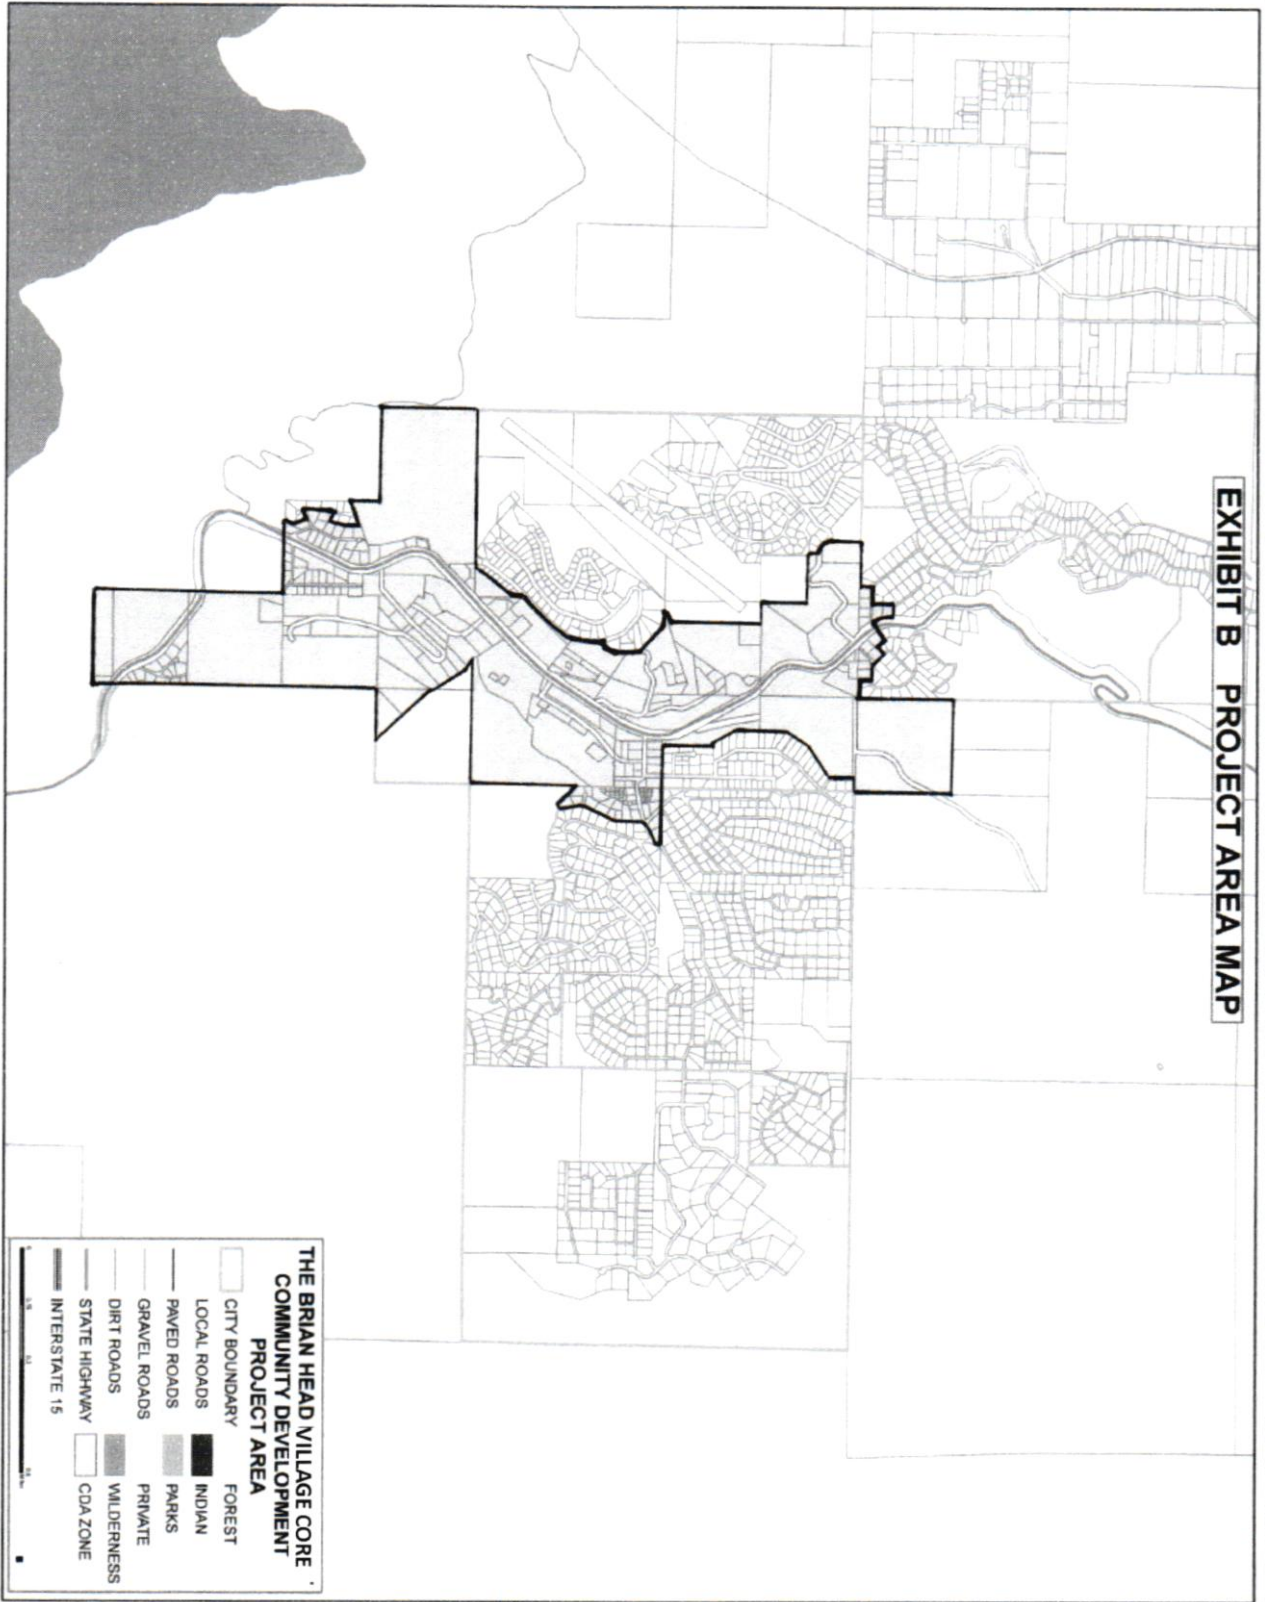 EXHIBIT B PROJECT AREA MAP
THE BRIAN HEAD VILLAGE CORE
COMMUNITY DEVELOPMENT
PROJECT AREA
CITY BOUNDARY
LOCAL ROADS
PAVED ROADS
GRAVEL ROADS
DIRT ROADS
STATE HIGHWAY
INTERSTATE 15
FOREST
INDIAN
PARKS
PRIVATE
WILDERNESS
CDA ZONE